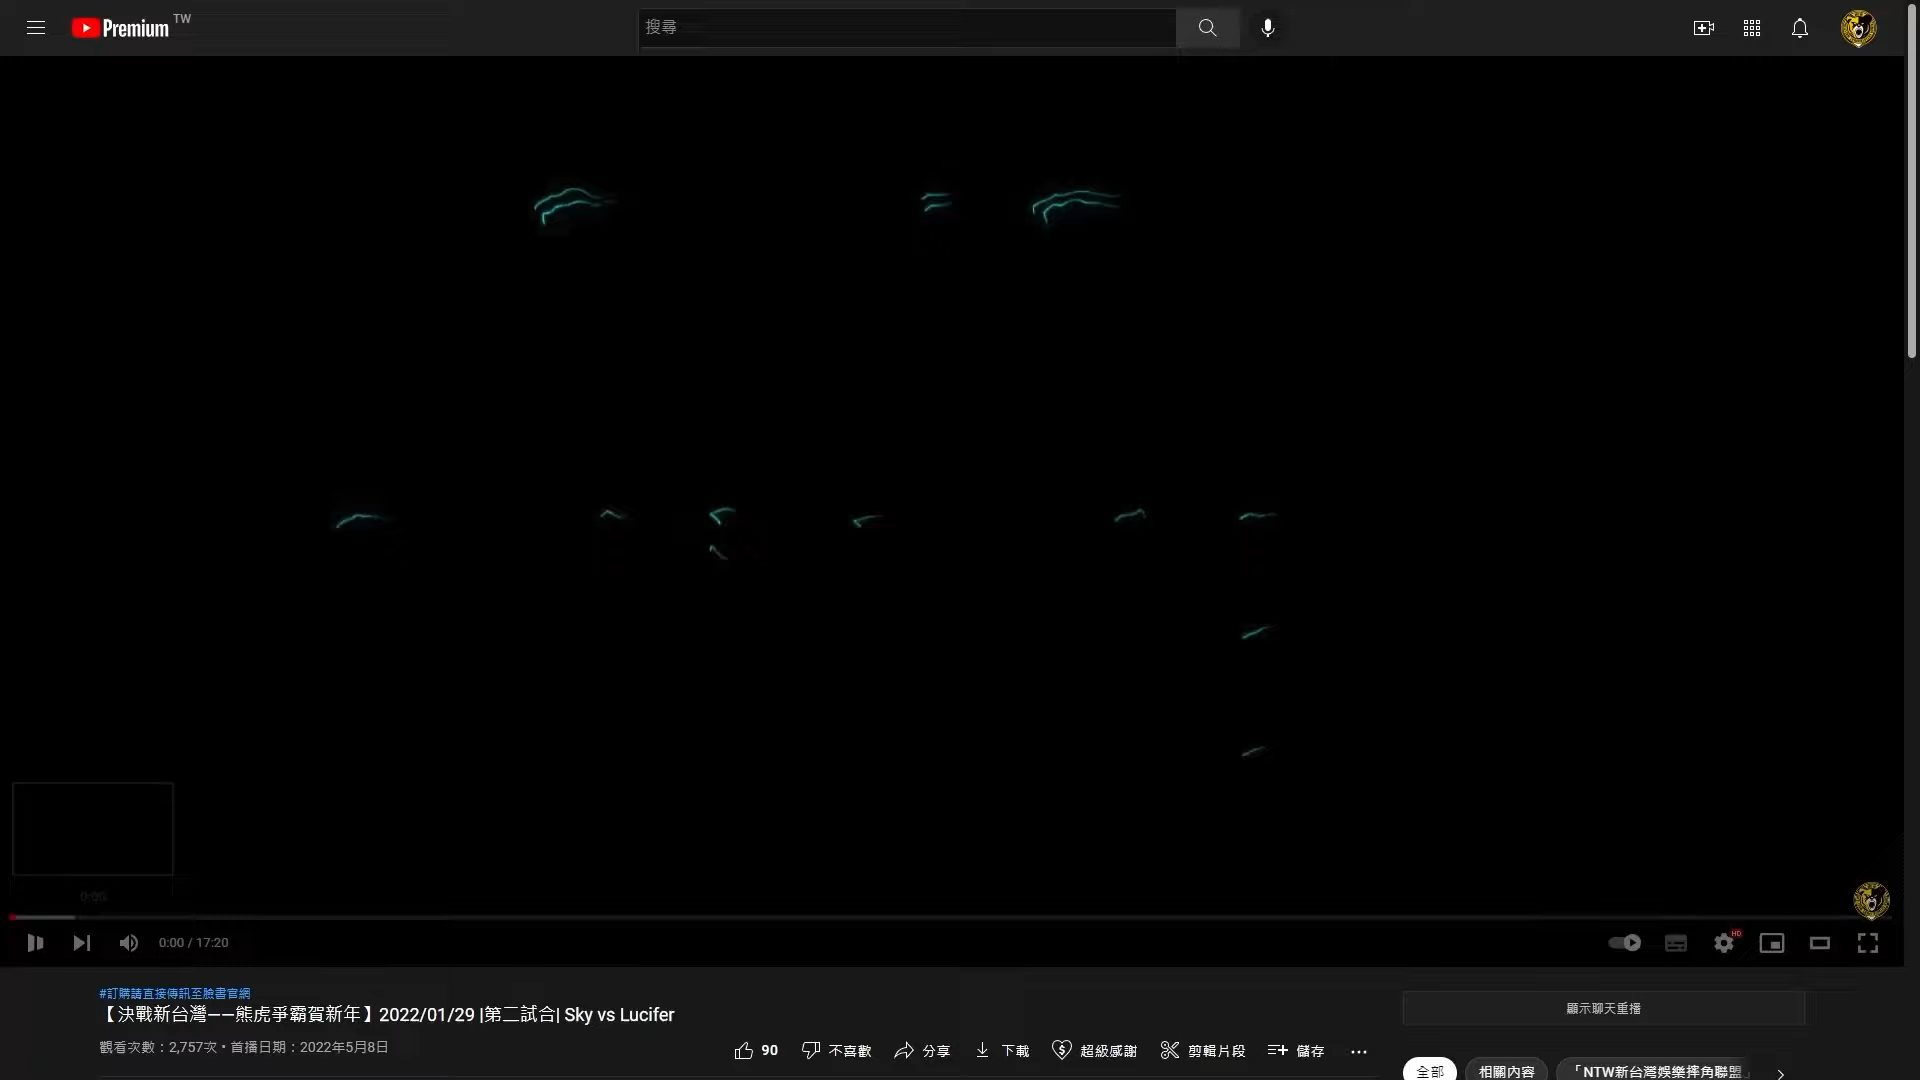 Premium TW
搜尋
0:00
0:00 / 17:20
HD
#訂購請直接傳訊至臉書官網
【決戰新台灣——熊虎爭霸賀新年】2022/01/29 |第二試合| Sky vs Lucifer
觀看次數：2,757次・首播日期：2022年5月8日
90 不喜歡 分享 下載 超級感謝 剪輯片段 儲存
顯示聊天重播
全部 相關內容 「NTW新台灣娛樂摔角聯盟」